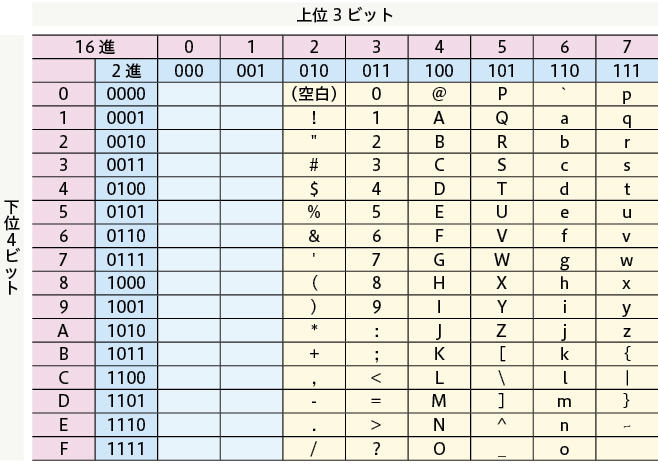 上位3ビット
16進 0 1 2 3 4 5 6 7
2進 000 001 010 011 100 101 110 111
0 0000 (空白) 0 @ P ` p
1 0001 ! 1 A Q a q
2 0010 " 2 B R b r
3 0011 # 3 C S c s
4 0100 $ 4 D T d t
5 0101 % 5 E U e u
6 0110 & 6 F V f v
7 0111 ' 7 G W g w
8 1000 ( 8 H X h x
9 1001 ) 9 I Y i y
A 1010 * : J Z j z
B 1011 + ; K [ k {
C 1100 , < L \ l |
D 1101 - = M ] m }
E 1110 . > N ^ n ~
F 1111 / ? O _ o
下位4ビット